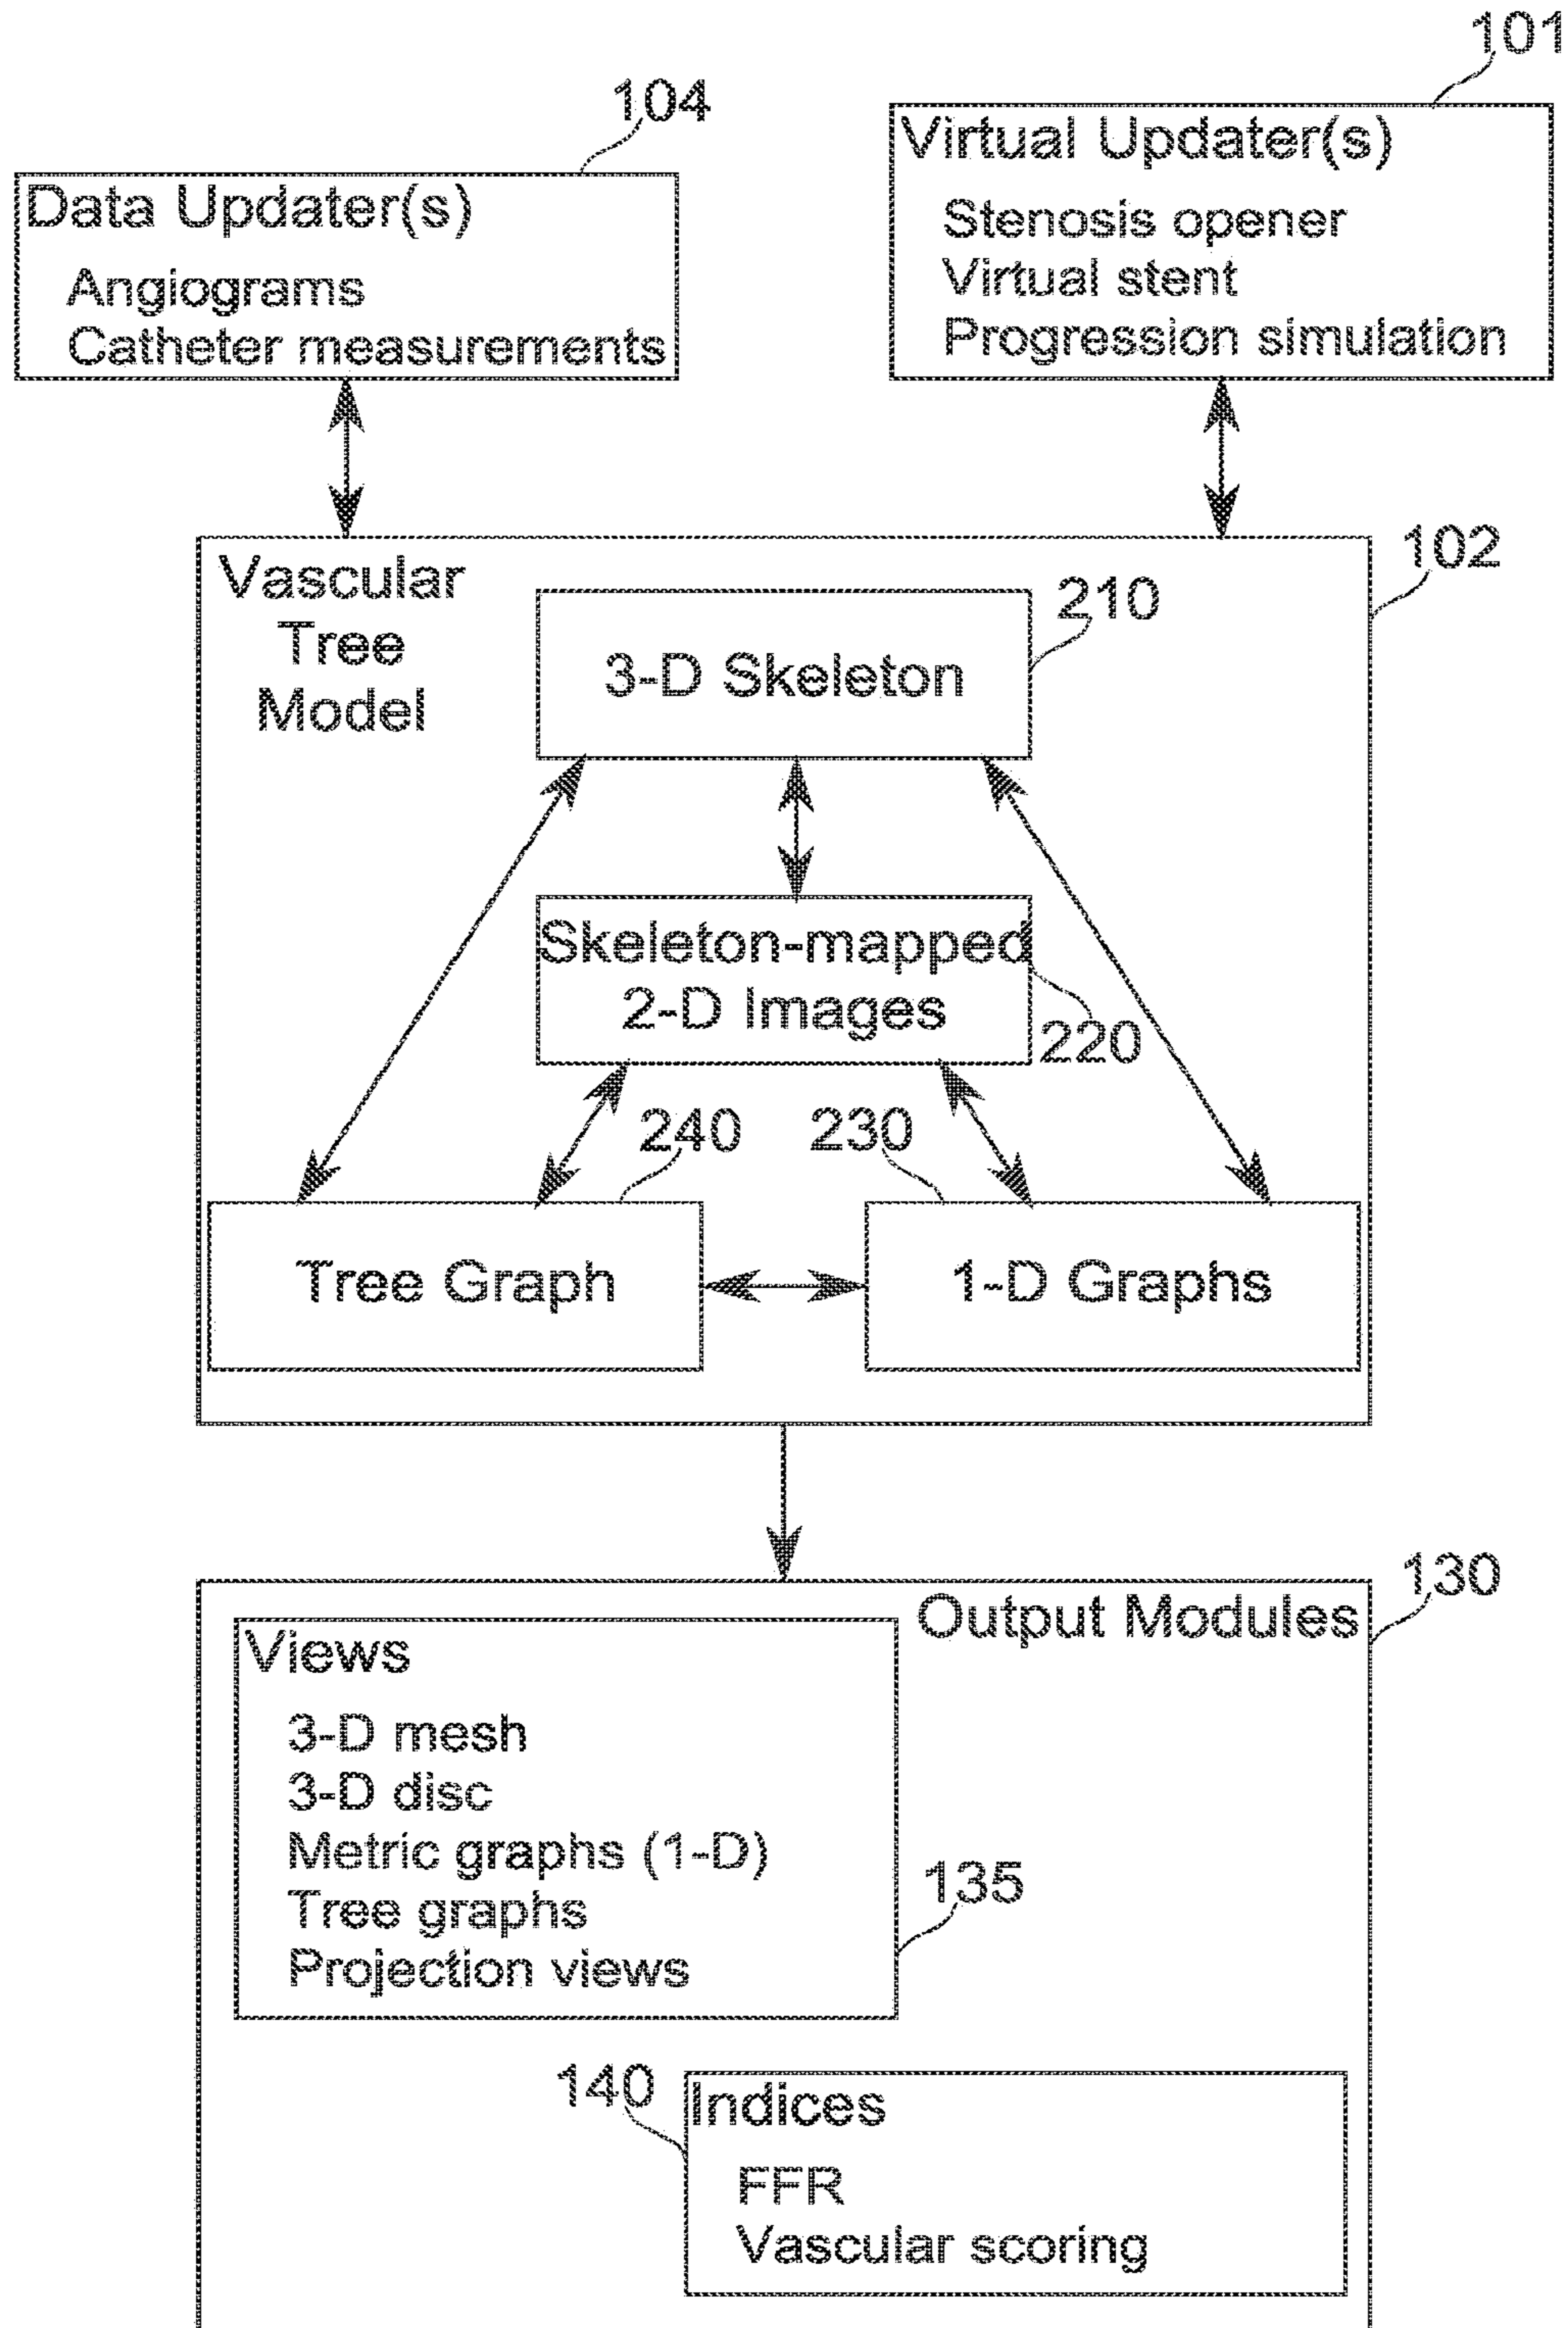 101
104
Virtual Updater(s)
Stenosis opener
Virtual stent
Progression simulation
Data Updater(s)
Angiograms
Catheter measurements
102
Vascular
Tree
Model
210
3-D Skeleton
Skeleton-mapped
2-D Images
220
240
230
Tree Graph
1-D Graphs
130
Output Modules
Views
3-D mesh
3-D disc
Metric graphs (1-D)
Tree graphs
Projection views
135
140
Indices
FFR
Vascular scoring